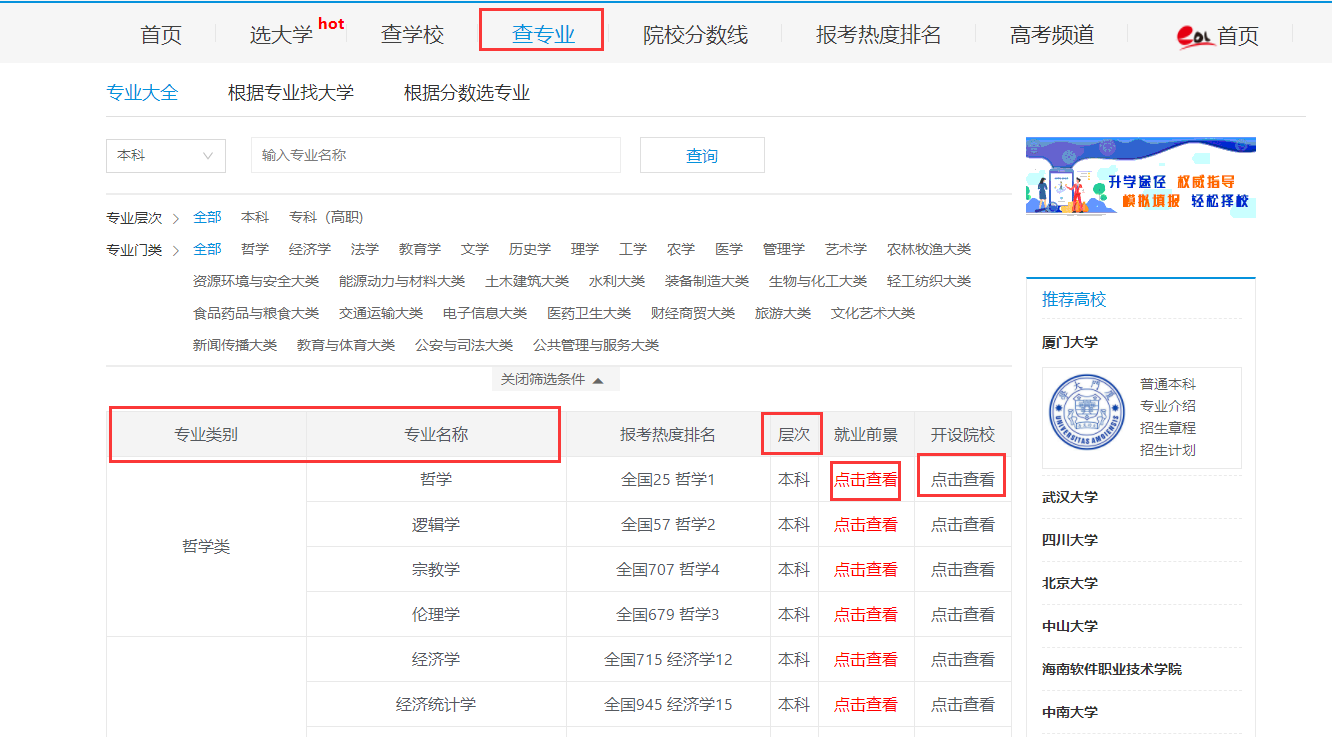 首页 选大学 hot 查学校 查专业 院校分数线 报考热度排名 高考频道 eol 首页
专业大全 根据专业找大学 根据分数选专业
本科 输入专业名称 查询
升学途径 权威指导
模拟填报 轻松择校
专业层次 全部 本科 专科(高职)
专业门类 全部 哲学 经济学 法学 教育学 文学 历史学 理学 工学 农学 医学 管理学 艺术学 农林牧渔大类
资源环境与安全大类 能源动力与材料大类 土木建筑大类 水利大类 装备制造大类 生物与化工大类 轻工纺织大类
食品药品与粮食大类 交通运输大类 电子信息大类 医药卫生大类 财经商贸大类 旅游大类 文化艺术大类
新闻传播大类 教育与体育大类 公安与司法大类 公共管理与服务大类
关闭筛选条件
专业类别 专业名称 报考热度排名 层次 就业前景 开设院校
哲学类
哲学 全国25 哲学1 本科 点击查看 点击查看
逻辑学 全国57 哲学2 本科 点击查看 点击查看
宗教学 全国707 哲学4 本科 点击查看 点击查看
伦理学 全国679 哲学3 本科 点击查看 点击查看
经济学 全国715 经济学12 本科 点击查看 点击查看
经济统计学 全国945 经济学15 本科 点击查看 点击查看
推荐高校
厦门大学
普通本科
专业介绍
招生章程
招生计划
武汉大学
四川大学
北京大学
中山大学
海南软件职业技术学院
中南大学